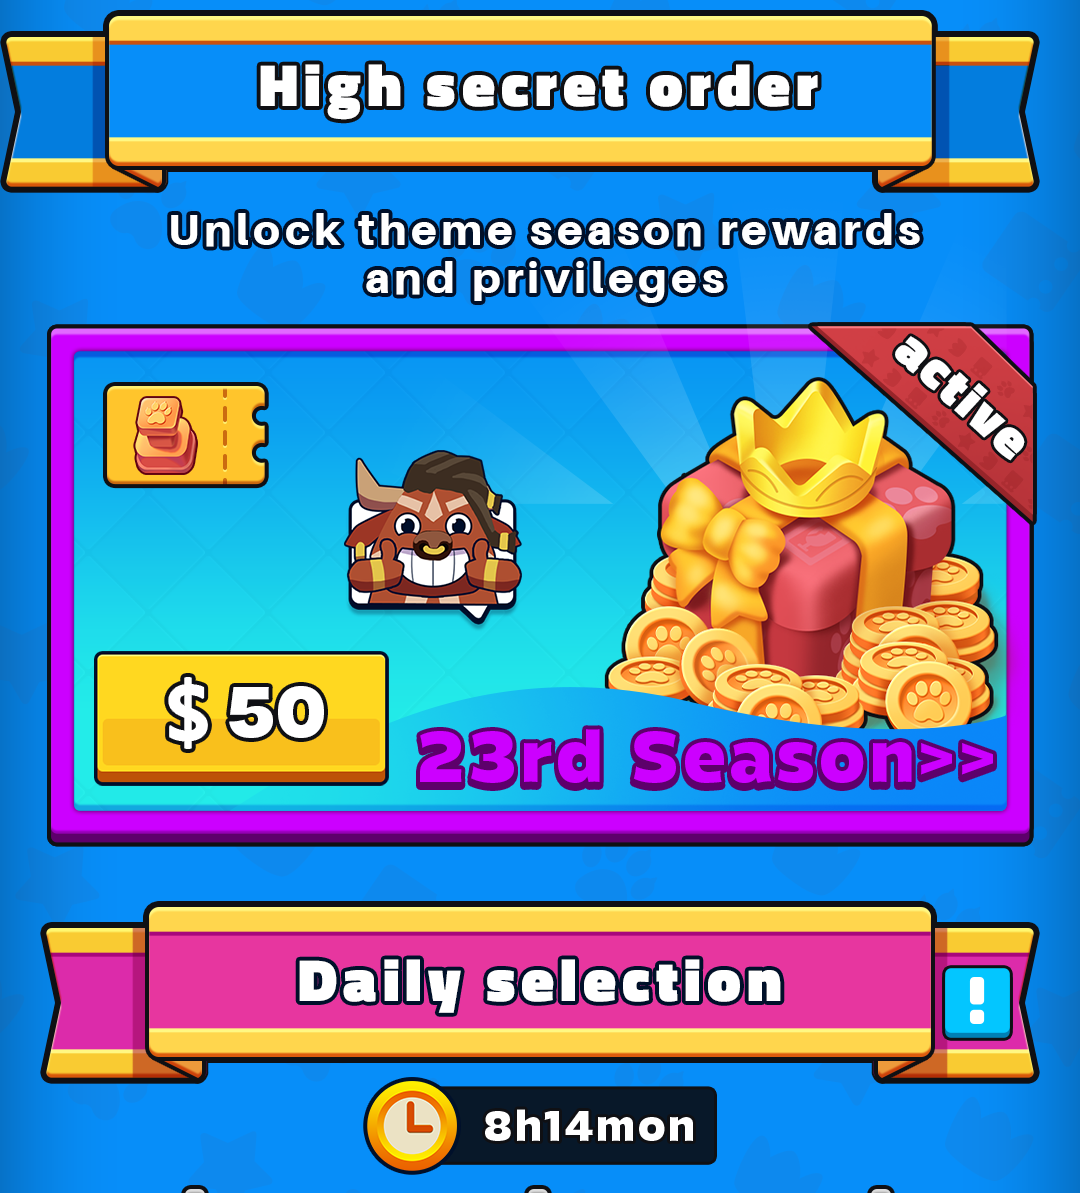 High secret order
Unlock theme season rewards
and privileges
active
$ 50
23rd Season>>
Daily selection
!
8h14mon